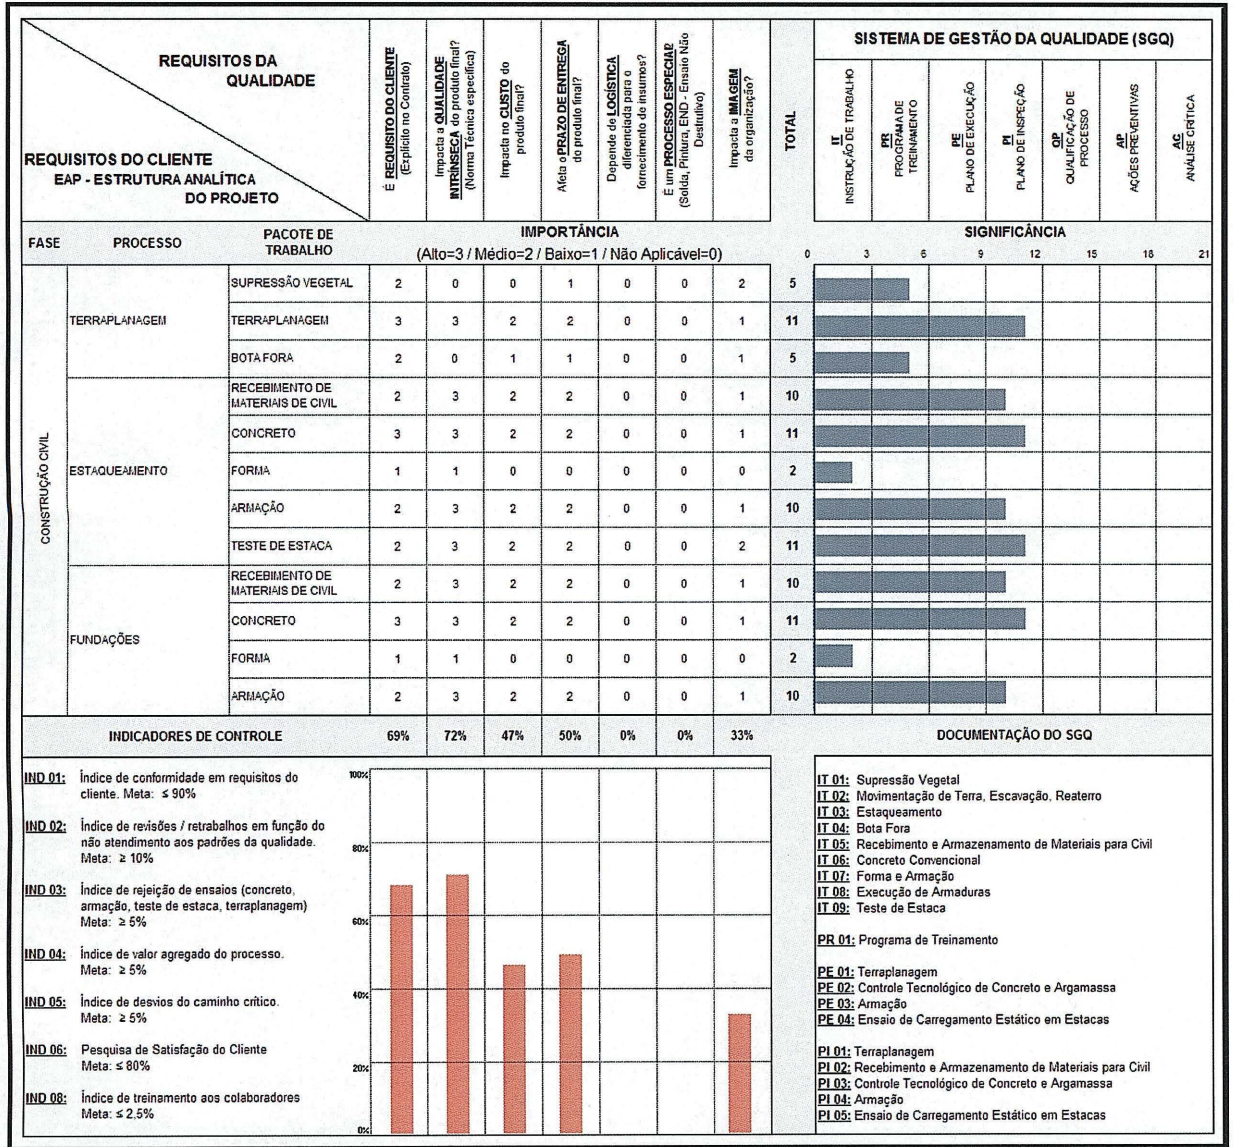 REQUISITOS DA
QUALIDADE
REQUISITOS DO CLIENTE
EAP - ESTRUTURA ANALÍTICA
DO PROJETO
É REQUISITO DO CLIENTE
(Explícito no Contrato)
Impacta a QUALIDADE
INTRÍNSECA do produto final?
(Norma Técnica específica)
Impacta no CUSTO do
produto final?
Afeta o PRAZO DE ENTREGA
do produto final?
Depende de LOGÍSTICA
diferenciada para o
fornecimento de insumos?
É um PROCESSO ESPECIAL?
(Solda, Pintura, END - Ensaio Não
Destrutivo)
Impacta a IMAGEM
da organização?
TOTAL
SISTEMA DE GESTÃO DA QUALIDADE (SGQ)
IT
INSTRUÇÃO DE TRABALHO
PR
PROGRAMA DE
TREINAMENTO
PE
PLANO DE EXECUÇÃO
PI
PLANO DE INSPEÇÃO
QP
QUALIFICAÇÃO DE
PROCESSO
AP
AÇÕES PREVENTIVAS
AC
ANÁLISE CRÍTICA
FASE PROCESSO PACOTE DE
TRABALHO
IMPORTÂNCIA
(Alto=3 / Médio=2 / Baixo=1 / Não Aplicável=0)
SIGNIFICÂNCIA
0 3 6 9 12 15 18 21
CONSTRUÇÃO CIVIL
TERRAPLANAGEM
SUPRESSÃO VEGETAL 2 0 0 1 0 0 2 5
TERRAPLANAGEM 3 3 2 2 0 0 1 11
BOTA FORA 2 0 1 1 0 0 1 5
ESTAQUEAMENTO
RECEBIMENTO DE
MATERIAIS DE CIVIL 2 3 2 2 0 0 1 10
CONCRETO 3 3 2 2 0 0 1 11
FORMA 1 1 0 0 0 0 0 2
ARMAÇÃO 2 3 2 2 0 0 1 10
TESTE DE ESTACA 2 3 2 2 0 0 2 11
FUNDAÇÕES
RECEBIMENTO DE
MATERIAIS DE CIVIL 2 3 2 2 0 0 1 10
CONCRETO 3 3 2 2 0 0 1 11
FORMA 1 1 0 0 0 0 0 2
ARMAÇÃO 2 3 2 2 0 0 1 10
INDICADORES DE CONTROLE 69% 72% 47% 50% 0% 0% 33% DOCUMENTAÇÃO DO SGQ
IND 01: Índice de conformidade em requisitos do
cliente. Meta: ≤ 90%
IND 02: Índice de revisões / retrabalhos em função do
não atendimento aos padrões da qualidade.
Meta: ≥ 10%
IND 03: Índice de rejeição de ensaios (concreto,
armação, teste de estaca, terraplanagem)
Meta: ≥ 5%
IND 04: Índice de valor agregado do processo.
Meta: ≥ 5%
IND 05: Índice de desvios do caminho crítico.
Meta: ≥ 5%
IND 06: Pesquisa de Satisfação do Cliente
Meta: ≤ 80%
IND 08: Índice de treinamento aos colaboradores
Meta: ≤ 2,5%
100%
80%
60%
40%
20%
0%
IT 01: Supressão Vegetal
IT 02: Movimentação de Terra, Escavação, Reaterro
IT 03: Estaqueamento
IT 04: Bota Fora
IT 05: Recebimento e Armazenamento de Materiais para Civil
IT 06: Concreto Convencional
IT 07: Forma e Armação
IT 08: Execução de Armaduras
IT 09: Teste de Estaca
PR 01: Programa de Treinamento
PE 01: Terraplanagem
PE 02: Controle Tecnológico de Concreto e Argamassa
PE 03: Armação
PE 04: Ensaio de Carregamento Estático em Estacas
PI 01: Terraplanagem
PI 02: Recebimento e Armazenamento de Materiais para Civil
PI 03: Controle Tecnológico de Concreto e Argamassa
PI 04: Armação
PI 05: Ensaio de Carregamento Estático em Estacas